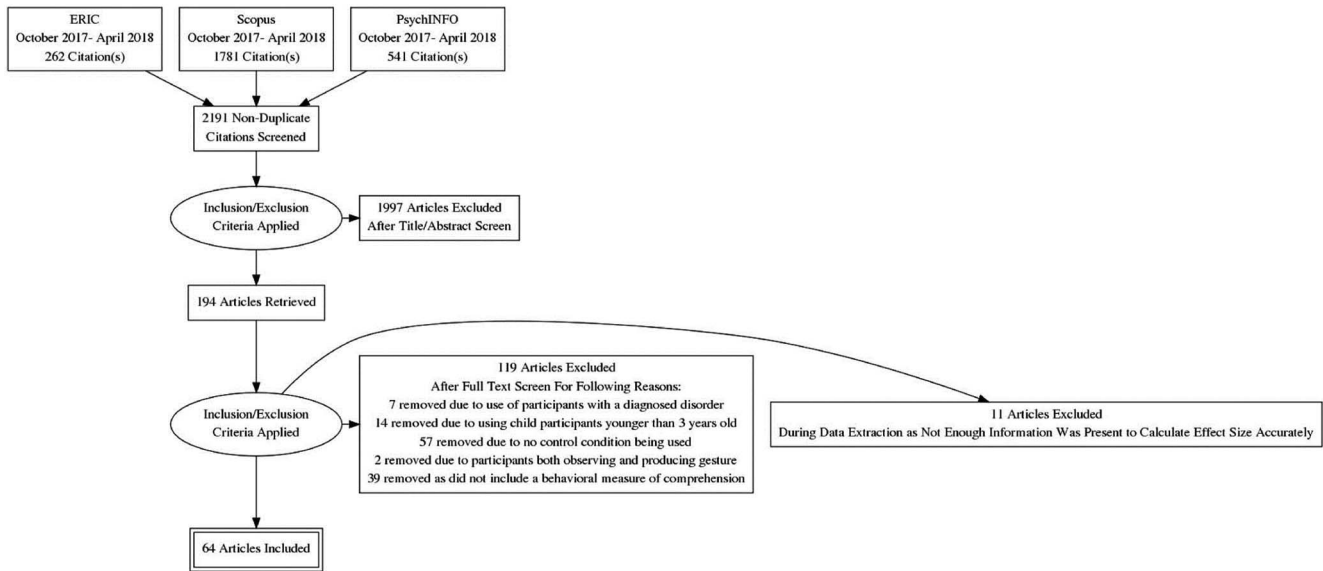 ERIC
October 2017- April 2018
262 Citation(s)
Scopus
October 2017- April 2018
1781 Citation(s)
PsychINFO
October 2017- April 2018
541 Citation(s)
2191 Non-Duplicate
Citations Screened
Inclusion/Exclusion
Criteria Applied
1997 Articles Excluded
After Title/Abstract Screen
194 Articles Retrieved
Inclusion/Exclusion
Criteria Applied
119 Articles Excluded
After Full Text Screen For Following Reasons:
7 removed due to use of participants with a diagnosed disorder
14 removed due to using child participants younger than 3 years old
57 removed due to no control condition being used
2 removed due to participants both observing and producing gesture
39 removed as did not include a behavioral measure of comprehension
11 Articles Excluded
During Data Extraction as Not Enough Information Was Present to Calculate Effect Size Accurately
64 Articles Included